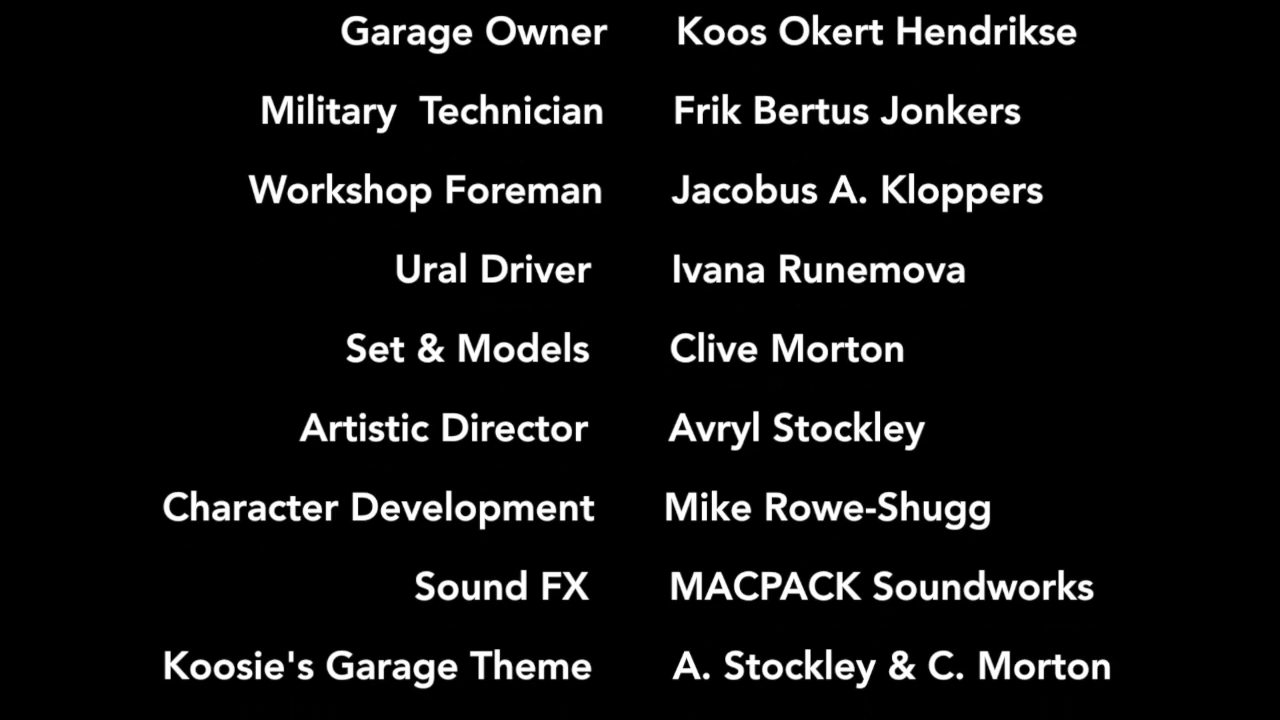 Garage Owner Koos Okert Hendrikse
Military Technician Frik Bertus Jonkers
Workshop Foreman Jacobus A. Kloppers
Ural Driver Ivana Runemova
Set & Models Clive Morton
Artistic Director Avryl Stockley
Character Development Mike Rowe-Shugg
Sound FX MACPACK Soundworks
Koosie's Garage Theme A. Stockley & C. Morton